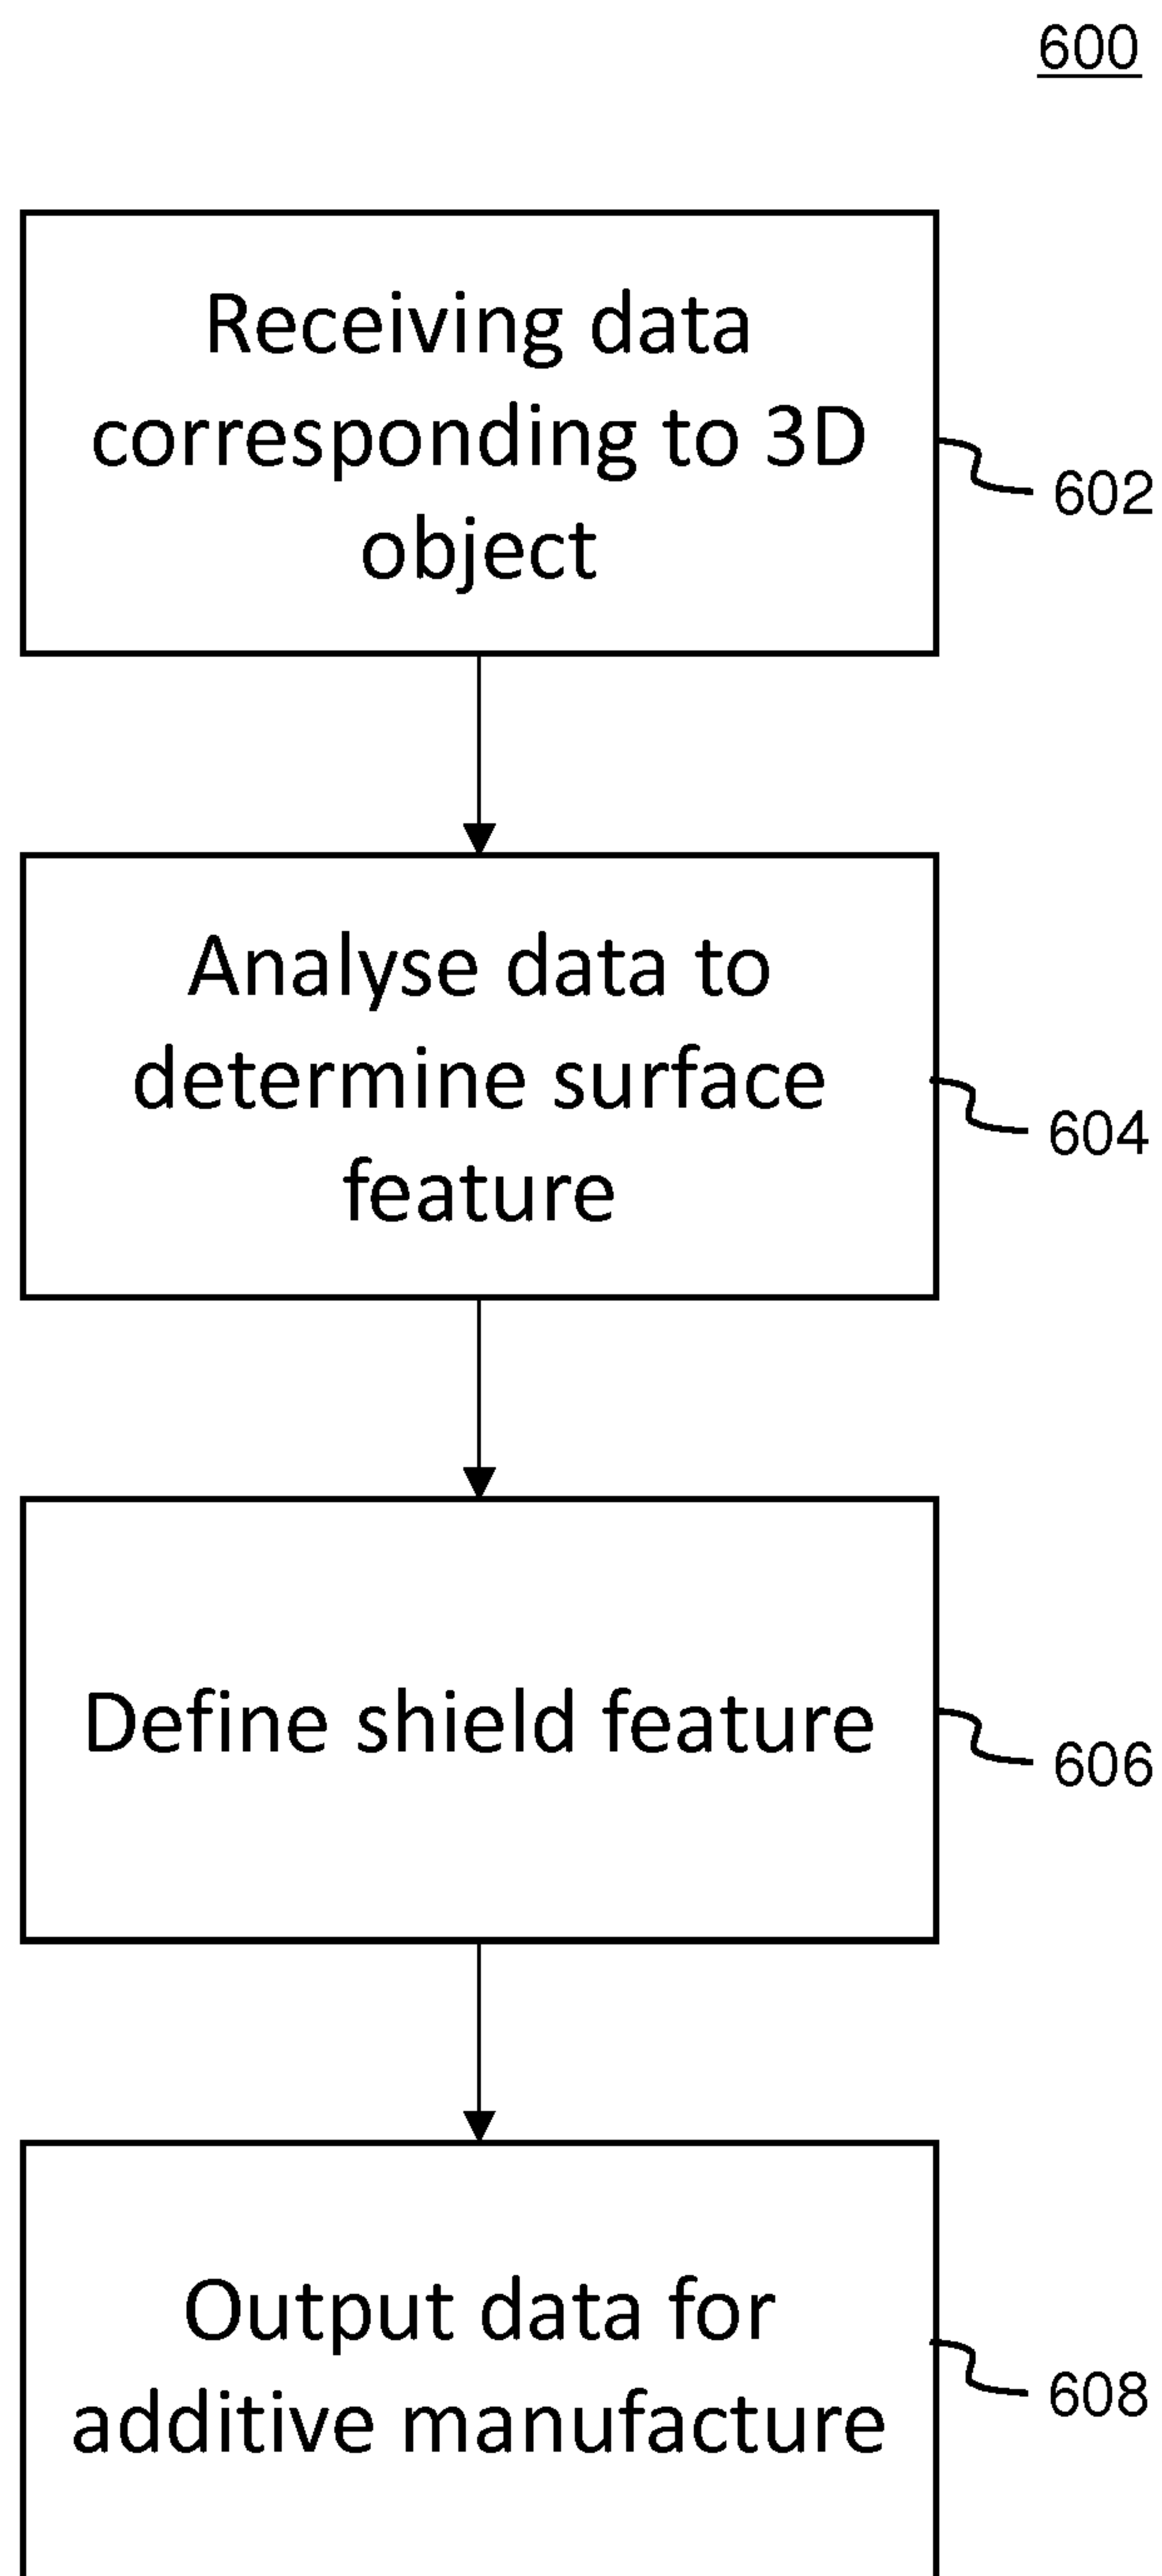 600
Receiving data
corresponding to 3D
object
602
Analyse data to
determine surface
feature
604
Define shield feature
606
Output data for
additive manufacture
608